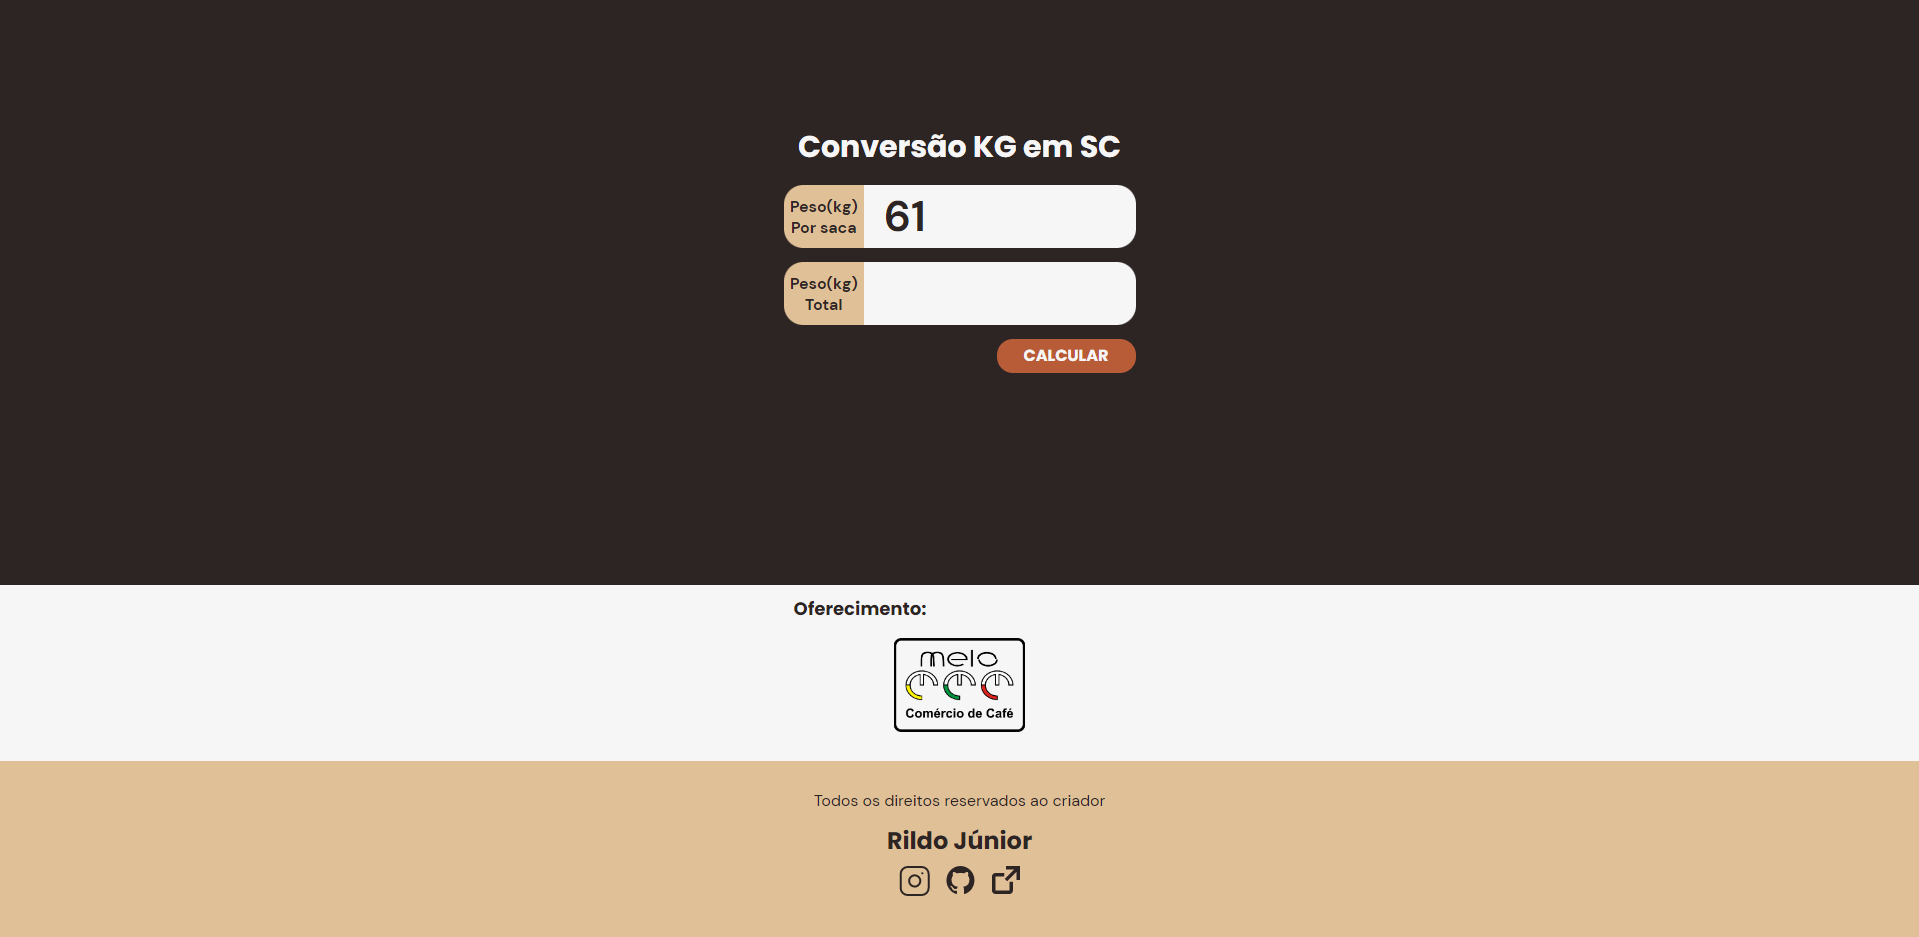 Conversão KG em SC
Peso(kg)
Por saca
61
Peso(kg)
Total
CALCULAR
Oferecimento:
melo
Comércio de Café
Todos os direitos reservados ao criador
Rildo Júnior